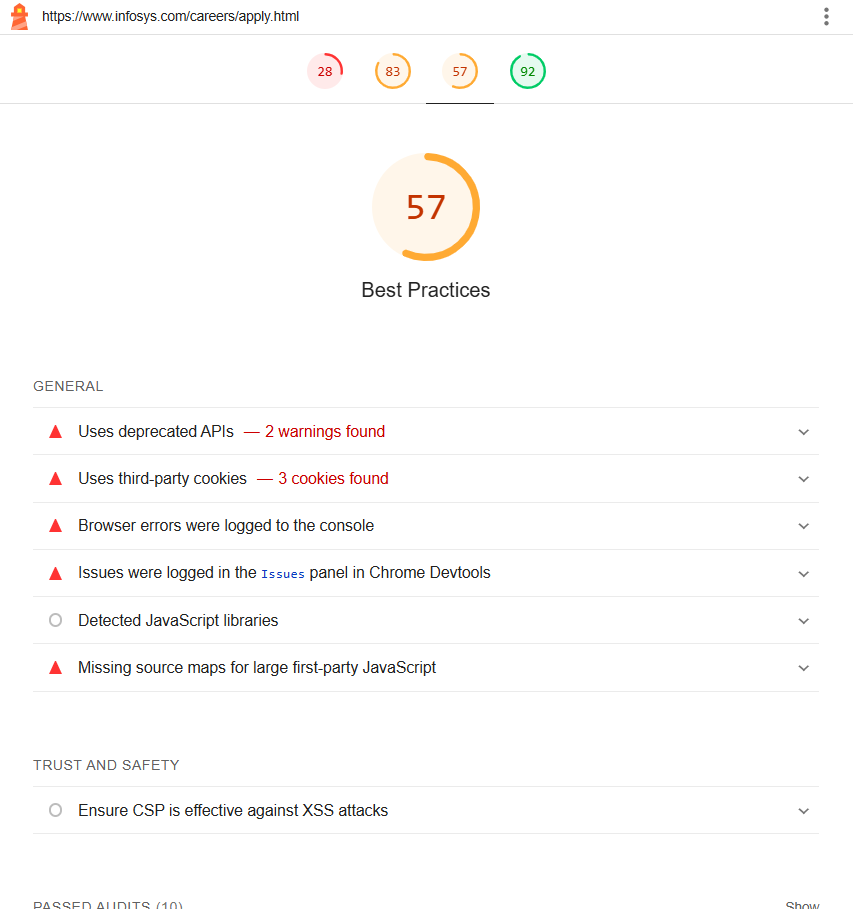 https://www.infosys.com/careers/apply.html
28 83 57 92
57
Best Practices
GENERAL
Uses deprecated APIs — 2 warnings found
Uses third-party cookies — 3 cookies found
Browser errors were logged to the console
Issues were logged in the Issues panel in Chrome Devtools
Detected JavaScript libraries
Missing source maps for large first-party JavaScript
TRUST AND SAFETY
Ensure CSP is effective against XSS attacks
PASSED AUDITS (10) Show